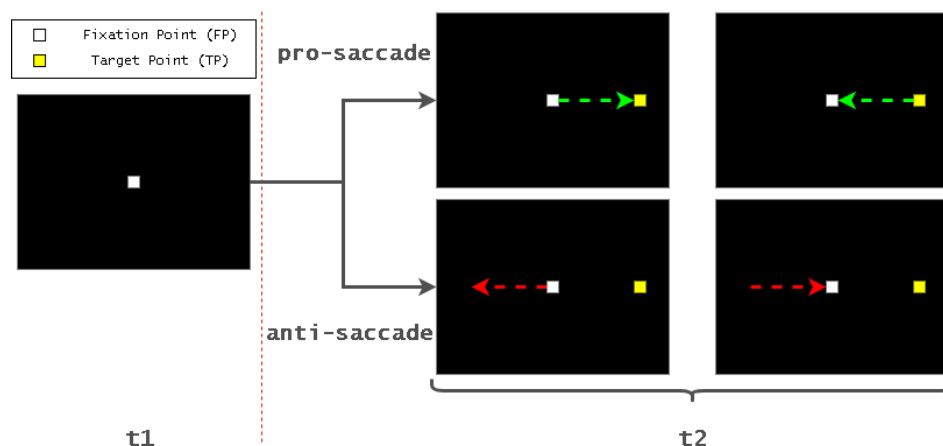 Fixation Point (FP)
Target Point (TP)
pro-saccade
anti-saccade
t1
t2